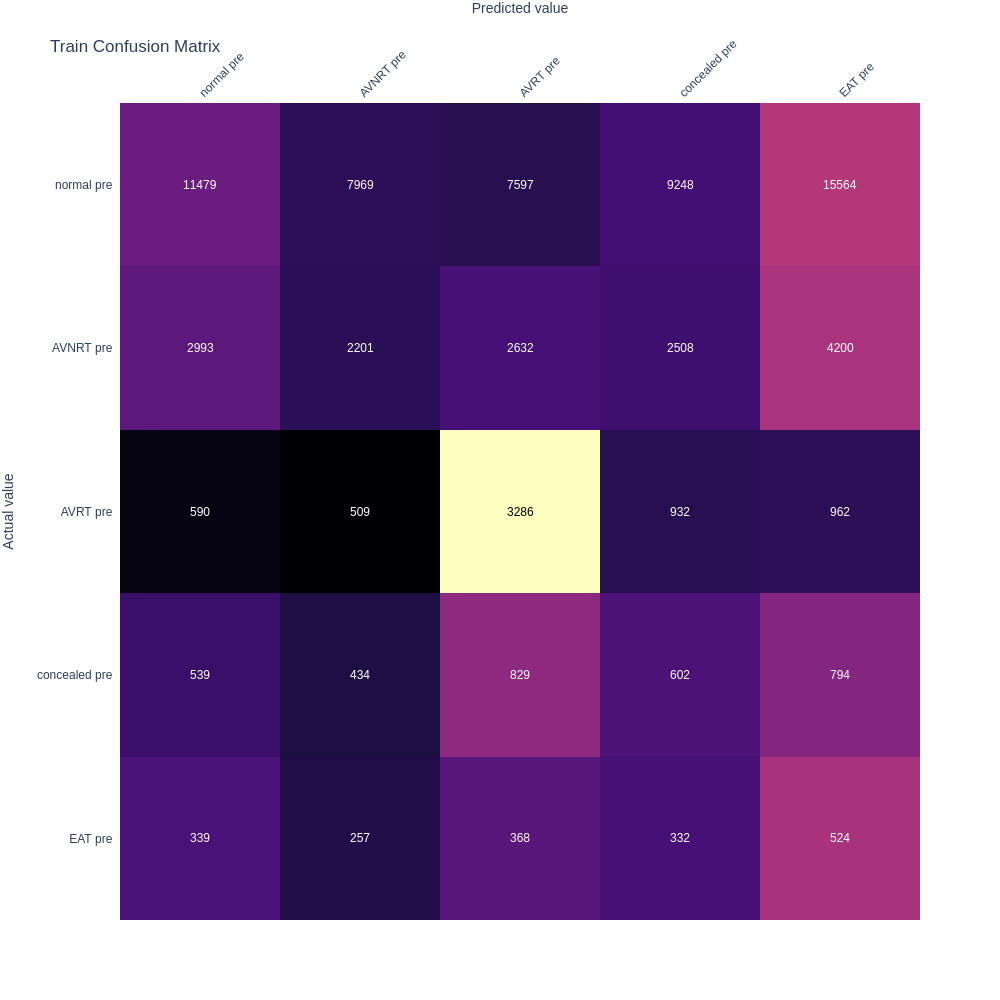 Predicted value
Train Confusion Matrix
normal pre AVNRT pre AVRT pre concealed pre EAT pre
normal pre 11479 7969 7597 9248 15564
AVNRT pre 2993 2201 2632 2508 4200
Actual value
AVRT pre 590 509 3286 932 962
concealed pre 539 434 829 602 794
EAT pre 339 257 368 332 524